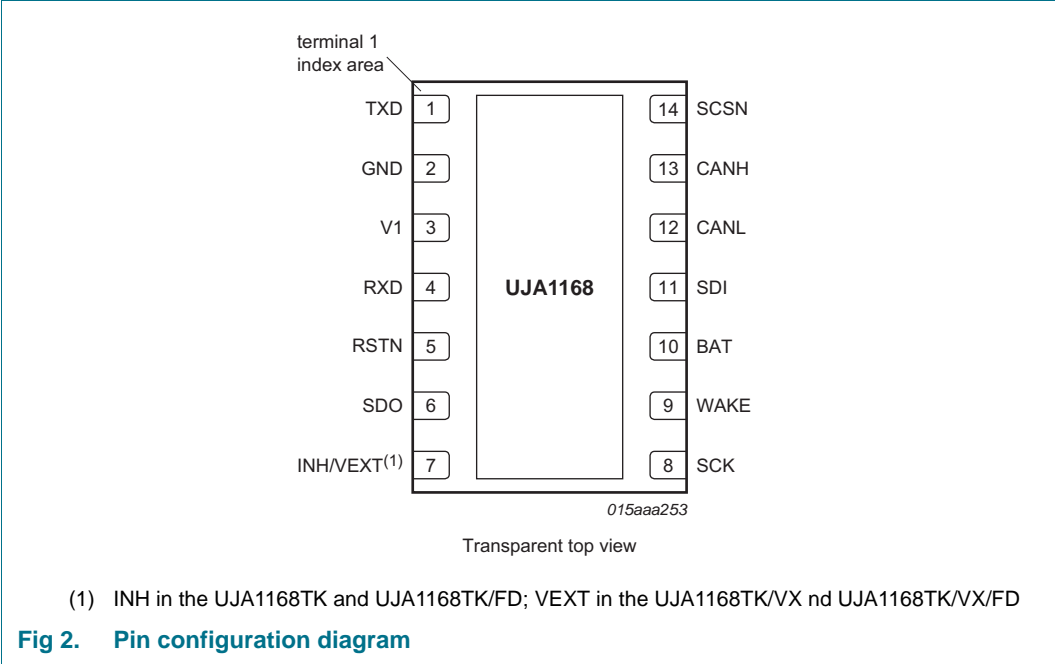 terminal 1
index area
TXD 1 14 SCSN
GND 2 13 CANH
V1 3 12 CANL
RXD 4 UJA1168 11 SDI
RSTN 5 10 BAT
SDO 6 9 WAKE
INH/VEXT(1) 7 8 SCK
015aaa253
Transparent top view
(1) INH in the UJA1168TK and UJA1168TK/FD; VEXT in the UJA1168TK/VX nd UJA1168TK/VX/FD
Fig 2. Pin configuration diagram